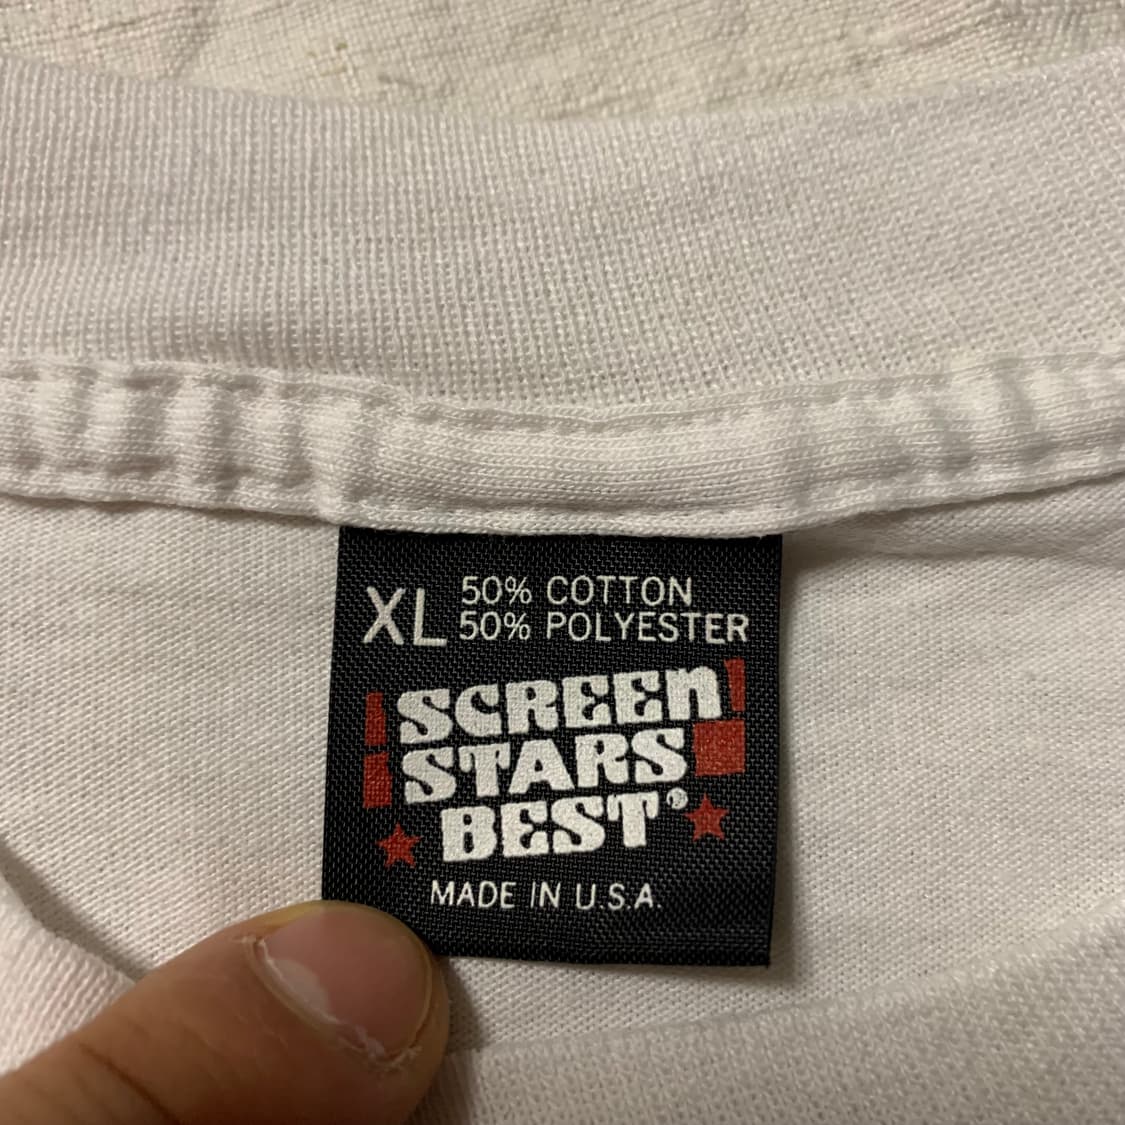 XL 50% COTTON
50% POLYESTER
SCREEN
STARS
BEST®
MADE IN U.S.A.